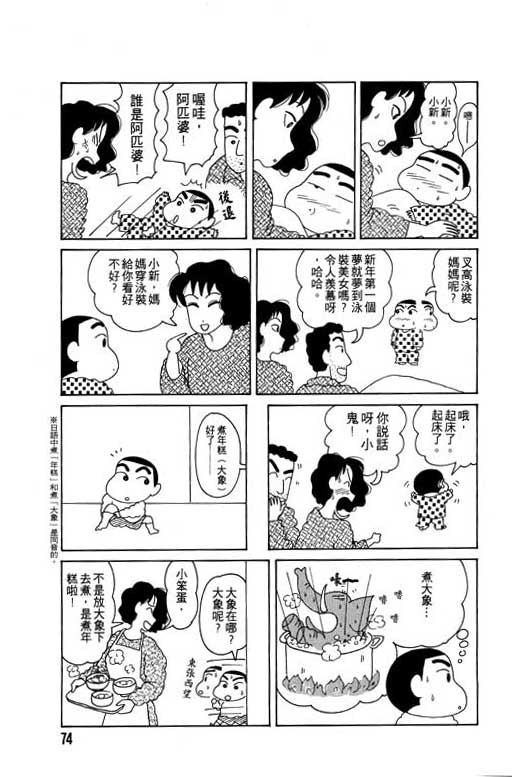 嗯——
小新。
小新。
喔哇，
阿匹婆！
誰是阿匹婆！
後退
叉高泳裝
媽媽呢？
新年第一個
夢就夢到泳
裝美女嗎？
令人羨慕呀
，哈哈。
小新，媽
媽穿泳裝
給你看好
不好？
哦，
起床了。
起床了。
你説話
呀，小
鬼！
煮年糕（大象）
好了——
※日語中煮「年糕」和煮「大象」是同音的。
煮大象…
噗
噜
噜
大象在哪？
大象呢？
東張西望
小笨蛋，
不是放大象下
去煮，是煮年
糕啦！
74